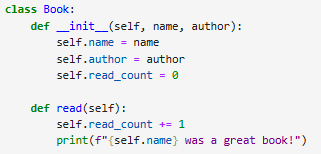 class Book:
    def __init__(self, name, author):
        self.name = name
        self.author = author
        self.read_count = 0

    def read(self):
        self.read_count += 1
        print(f"{self.name} was a great book!")